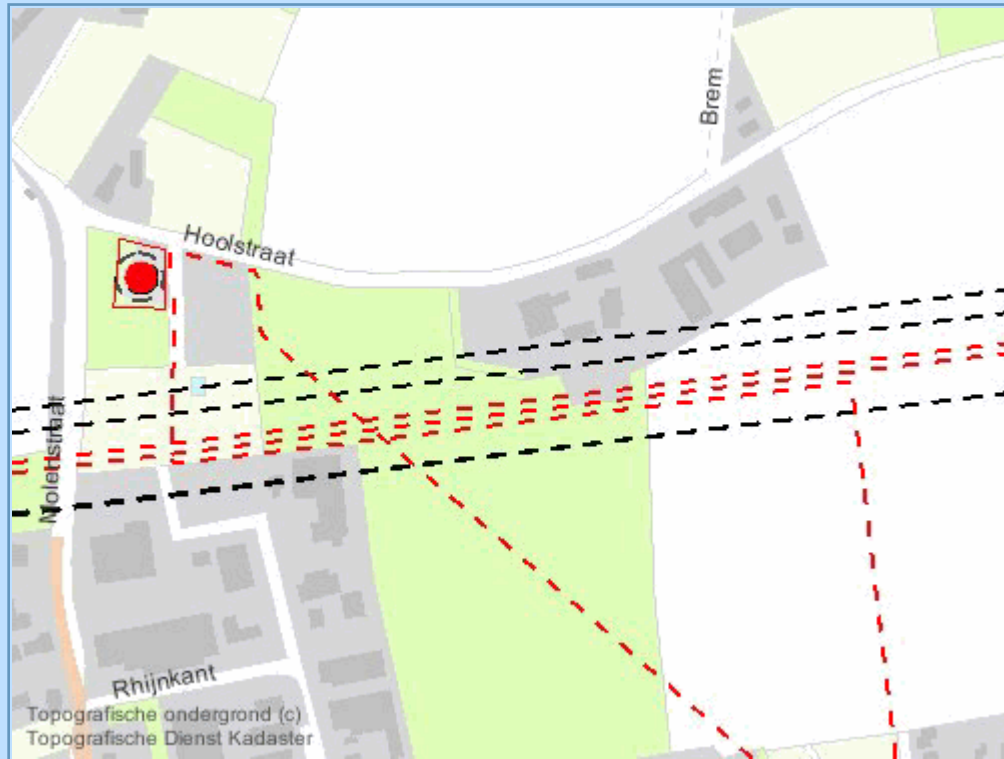 Brem
Hoolstraat
Molenstraat
Rhijnkant
Topografische ondergrond (c)
Topografische Dienst Kadaster